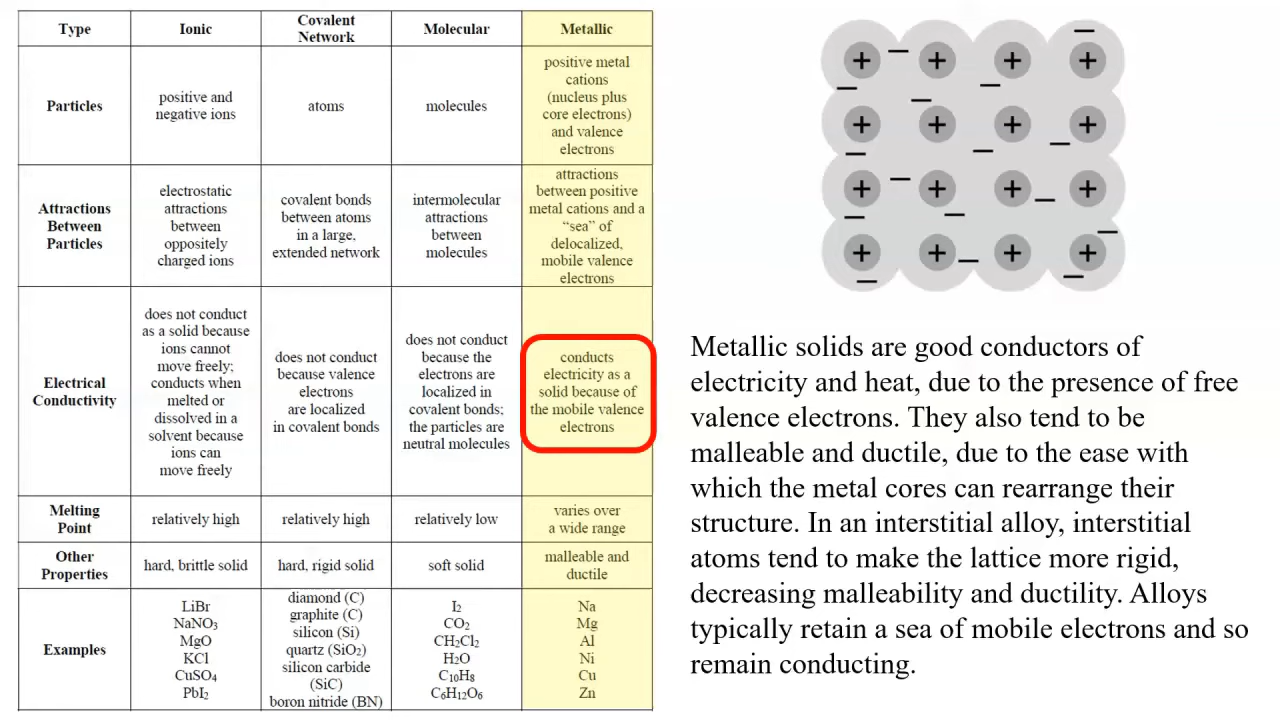 Type
Ionic
Covalent
Network
Molecular
Metallic
Particles
positive and
negative ions
atoms
molecules
positive metal
cations
(nucleus plus
core electrons)
and valence
electrons
Attractions
Between
Particles
electrostatic
attractions
between
oppositely
charged ions
covalent bonds
between atoms
in a large,
extended network
intermolecular
attractions
between
molecules
attractions
between positive
metal cations and a
“sea” of
delocalized,
mobile valence
electrons
Electrical
Conductivity
does not conduct
as a solid because
ions cannot
move freely;
conducts when
melted or
dissolved in a
solvent because
ions can
move freely
does not conduct
because valence
electrons
are localized
in covalent bonds
does not conduct
because the
electrons are
localized in
covalent bonds;
the particles are
neutral molecules
conducts
electricity as a
solid because of
the mobile valence
electrons
Melting
Point
relatively high
relatively high
relatively low
varies over
a wide range
Other
Properties
hard, brittle solid
hard, rigid solid
soft solid
malleable and
ductile
Examples
LiBr
NaNO₃
MgO
KCl
CuSO₄
PbI₂
diamond (C)
graphite (C)
silicon (Si)
quartz (SiO₂)
silicon carbide
(SiC)
boron nitride (BN)
I₂
CO₂
CH₂Cl₂
H₂O
C₁₀H₈
C₆H₁₂O₆
Na
Mg
Al
Ni
Cu
Zn
+ + + +
+ + + +
+ + + +
+ + + +
Metallic solids are good conductors of
electricity and heat, due to the presence of free
valence electrons. They also tend to be
malleable and ductile, due to the ease with
which the metal cores can rearrange their
structure. In an interstitial alloy, interstitial
atoms tend to make the lattice more rigid,
decreasing malleability and ductility. Alloys
typically retain a sea of mobile electrons and so
remain conducting.